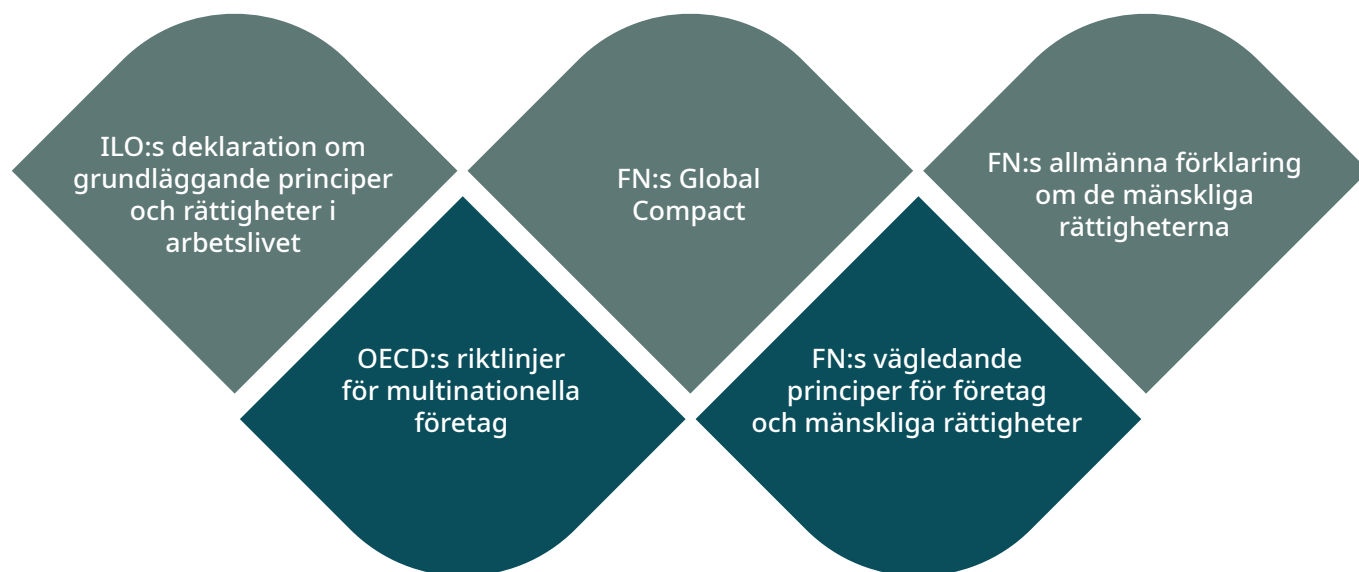 ILO:s deklaration om
grundläggande principer
och rättigheter i
arbetslivet
FN:s Global
Compact
FN:s allmänna förklaring
om de mänskliga
rättigheterna
OECD:s riktlinjer
för multinationella
företag
FN:s vägledande
principer för företag
och mänskliga rättigheter